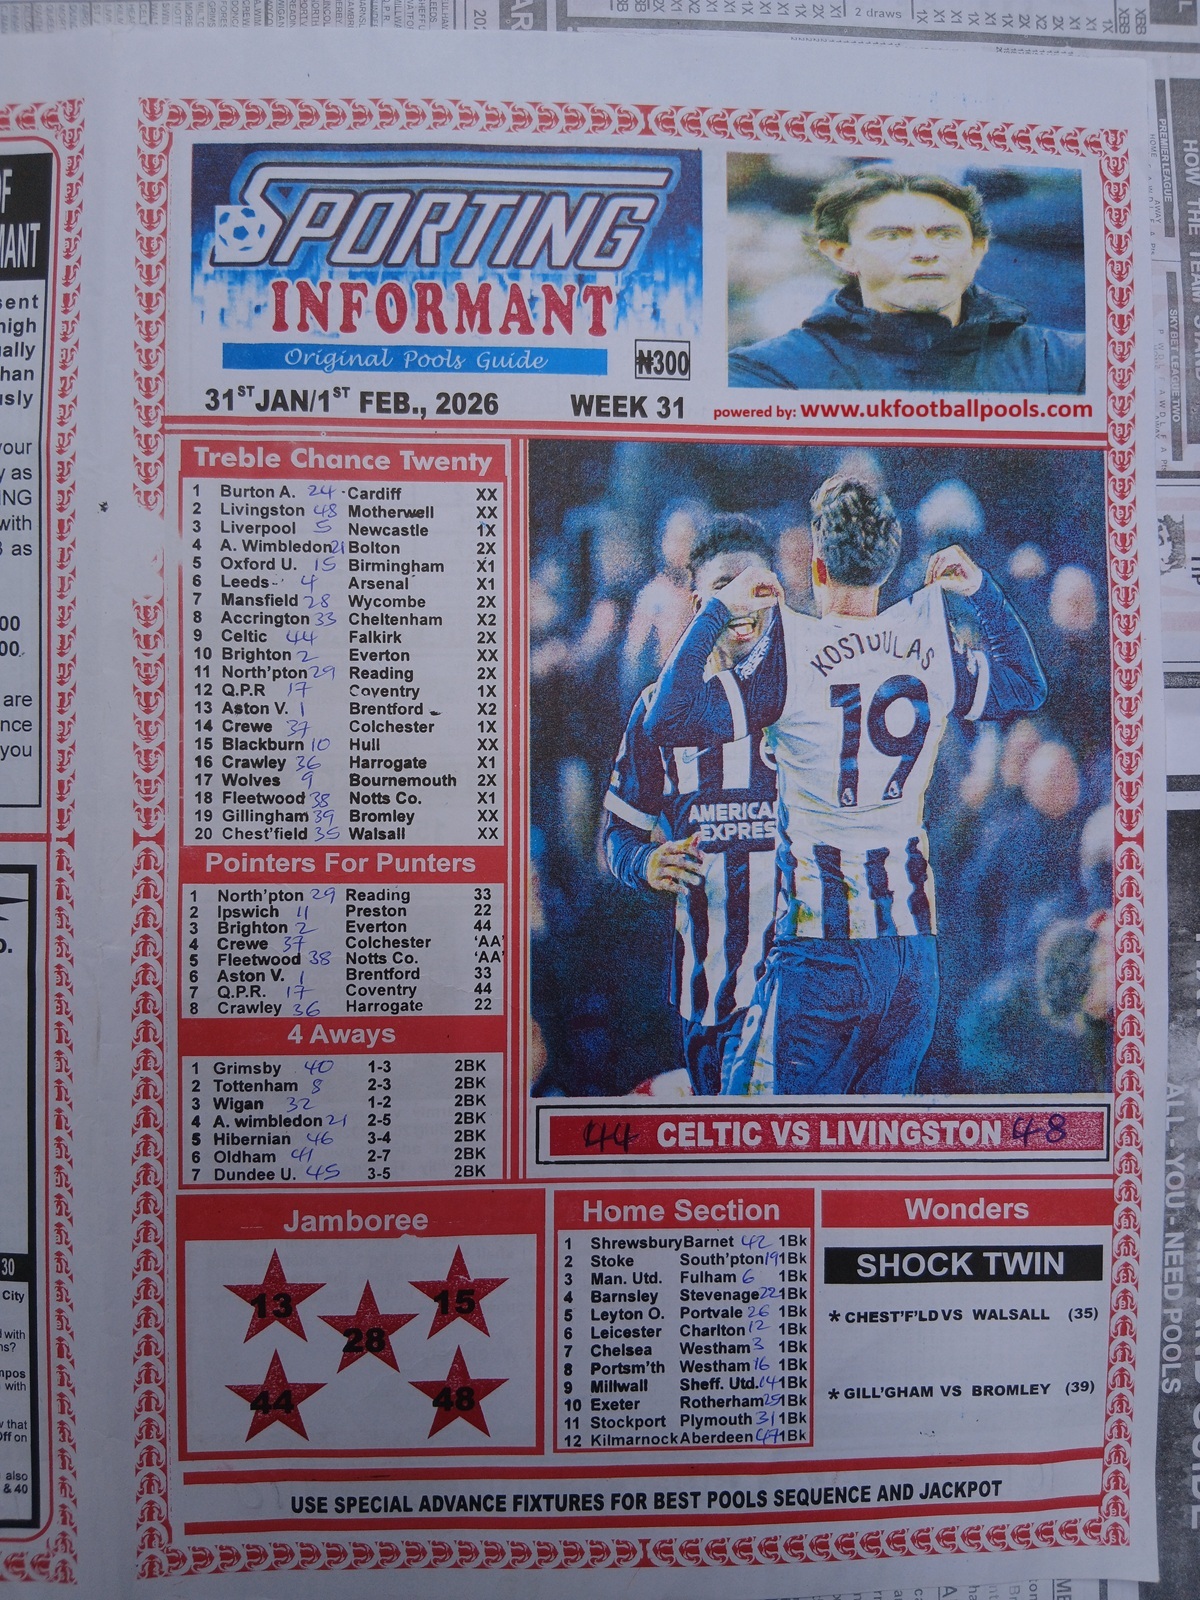 SPORTING
INFORMANT
Original Pools Guide
₦300
31ST JAN/1ST FEB., 2026 WEEK 31 powered by: www.ukfootballpools.com
Treble Chance Twenty
1 Burton A. 24 Cardiff XX
2 Livingston 48 Motherwell XX
3 Liverpool 5 Newcastle 1X
4 A. Wimbledon 21 Bolton 2X
5 Oxford U. 15 Birmingham X1
6 Leeds 4 Arsenal X1
7 Mansfield 28 Wycombe 2X
8 Accrington 33 Cheltenham X2
9 Celtic 44 Falkirk 2X
10 Brighton 2 Everton XX
11 North'pton 29 Reading 2X
12 Q.P.R 17 Coventry 1X
13 Aston V. 1 Brentford X2
14 Crewe 37 Colchester 1X
15 Blackburn 10 Hull XX
16 Crawley 36 Harrogate X1
17 Wolves 9 Bournemouth 2X
18 Fleetwood 38 Notts Co. X1
19 Gillingham 39 Bromley XX
20 Chest'field 35 Walsall XX
Pointers For Punters
1 North'pton 29 Reading 33
2 Ipswich 11 Preston 22
3 Brighton 2 Everton 44
4 Crewe 37 Colchester 'AA'
5 Fleetwood 38 Notts Co. 'AA'
6 Aston V. 1 Brentford 33
7 Q.P.R. 17 Coventry 44
8 Crawley 36 Harrogate 22
4 Aways
1 Grimsby 40 1-3 2BK
2 Tottenham 8 2-3 2BK
3 Wigan 32 1-2 2BK
4 A. wimbledon 21 2-5 2BK
5 Hibernian 46 3-4 2BK
6 Oldham 41 2-7 2BK
7 Dundee U. 45 3-5 2BK
KOSTOULAS
19
AMERICAN
EXPRESS
44 CELTIC VS LIVINGSTON 48
Jamboree
13 15
28
44 48
Home Section
1 Shrewsbury Barnet 42 1Bk
2 Stoke South'pton 19 1Bk
3 Man. Utd. Fulham 6 1Bk
4 Barnsley Stevenage 22 1Bk
5 Leyton O. Portvale 26 1Bk
6 Leicester Charlton 12 1Bk
7 Chelsea Westham 3 1Bk
8 Portsm'th Westham 16 1Bk
9 Millwall Sheff. Utd. 14 1Bk
10 Exeter Rotherham 25 1Bk
11 Stockport Plymouth 31 1Bk
12 Kilmarnock Aberdeen 47 1Bk
Wonders
SHOCK TWIN
* CHEST'F'LD VS WALSALL (35)
* GILL'GHAM VS BROMLEY (39)
USE SPECIAL ADVANCE FIXTURES FOR BEST POOLS SEQUENCE AND JACKPOT